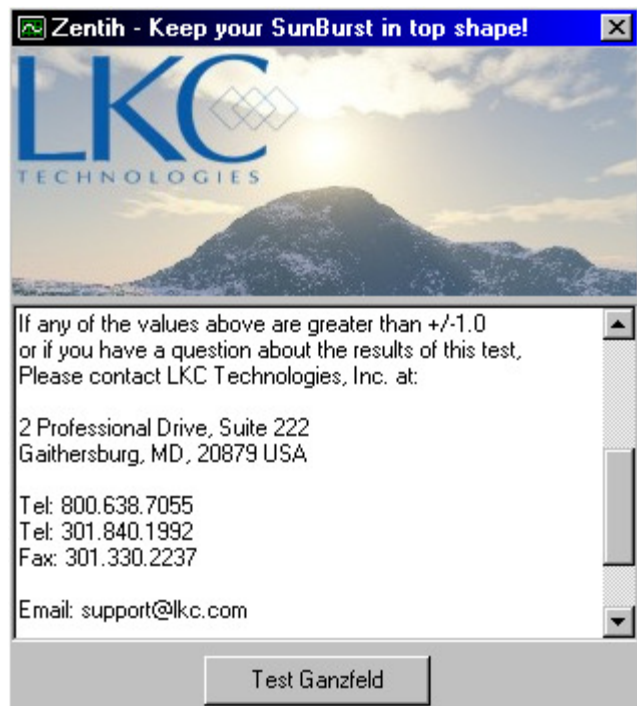 Zentih - Keep your SunBurst in top shape!
LKC
TECHNOLOGIES
If any of the values above are greater than +/-1.0
or if you have a question about the results of this test,
Please contact LKC Technologies, Inc. at:
2 Professional Drive, Suite 222
Gaithersburg, MD, 20879 USA
Tel: 800.638.7055
Tel: 301.840.1992
Fax: 301.330.2237
Email: support@lkc.com
Test Ganzfeld